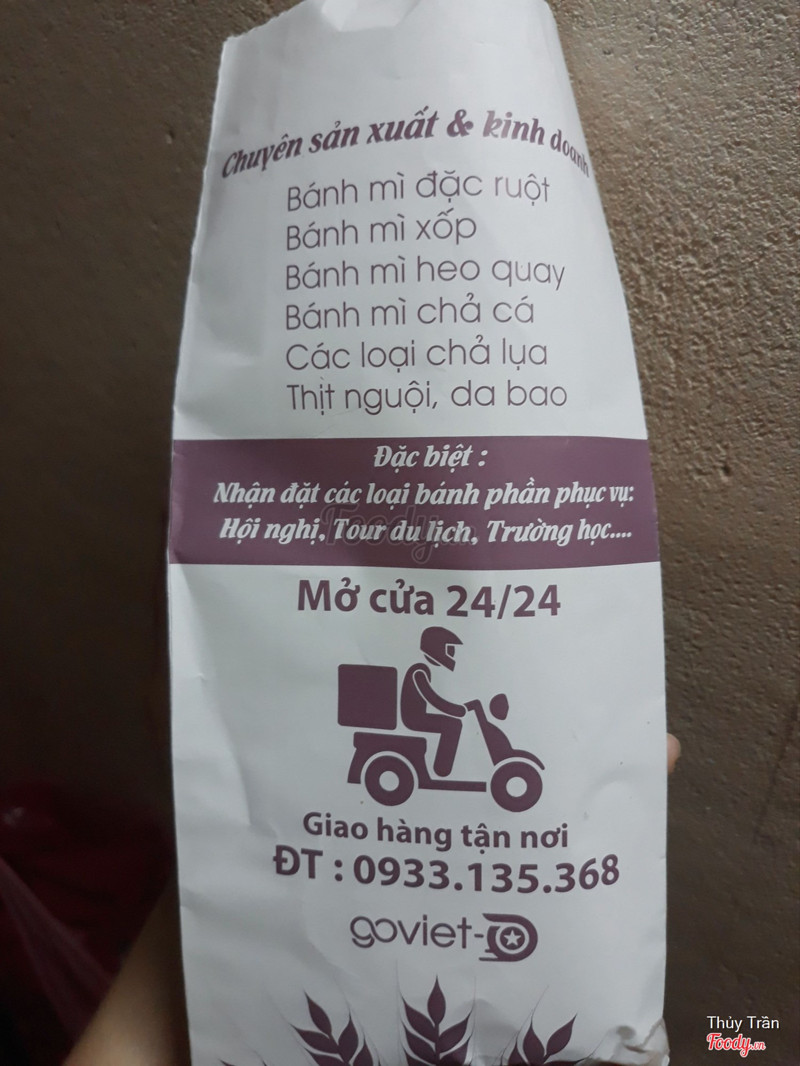 Chuyên sản xuất & kinh doanh
Bánh mì đặc ruột
Bánh mì xốp
Bánh mì heo quay
Bánh mì chả cá
Các loại chả lụa
Thịt nguội, da bao
Đặc biệt :
Nhận đặt các loại bánh phần phục vụ:
Hội nghị, Tour du lịch, Trường học....
Foody.vn
Mở cửa 24/24
Giao hàng tận nơi
ĐT : 0933.135.368
goviet-
Thủy Trần
Foody.vn